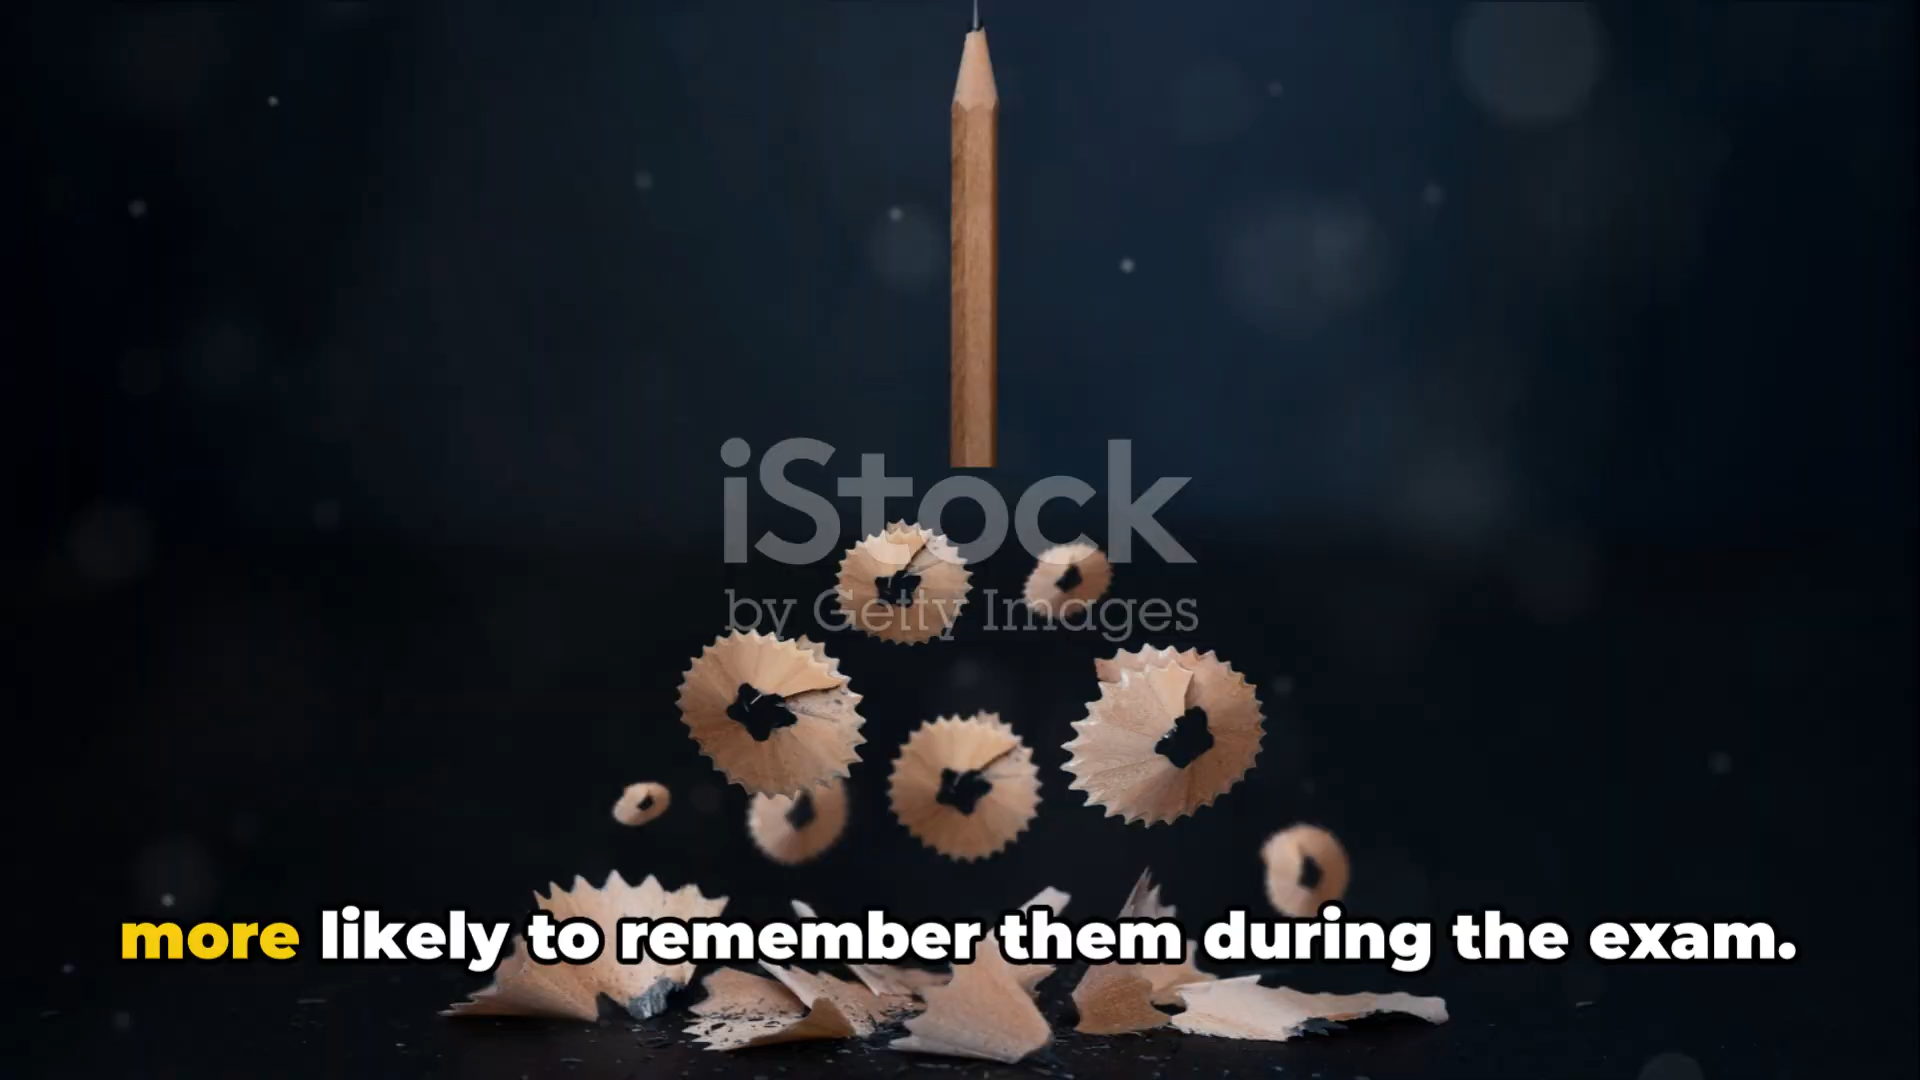 iStock
by Getty Images
more likely to remember them during the exam.